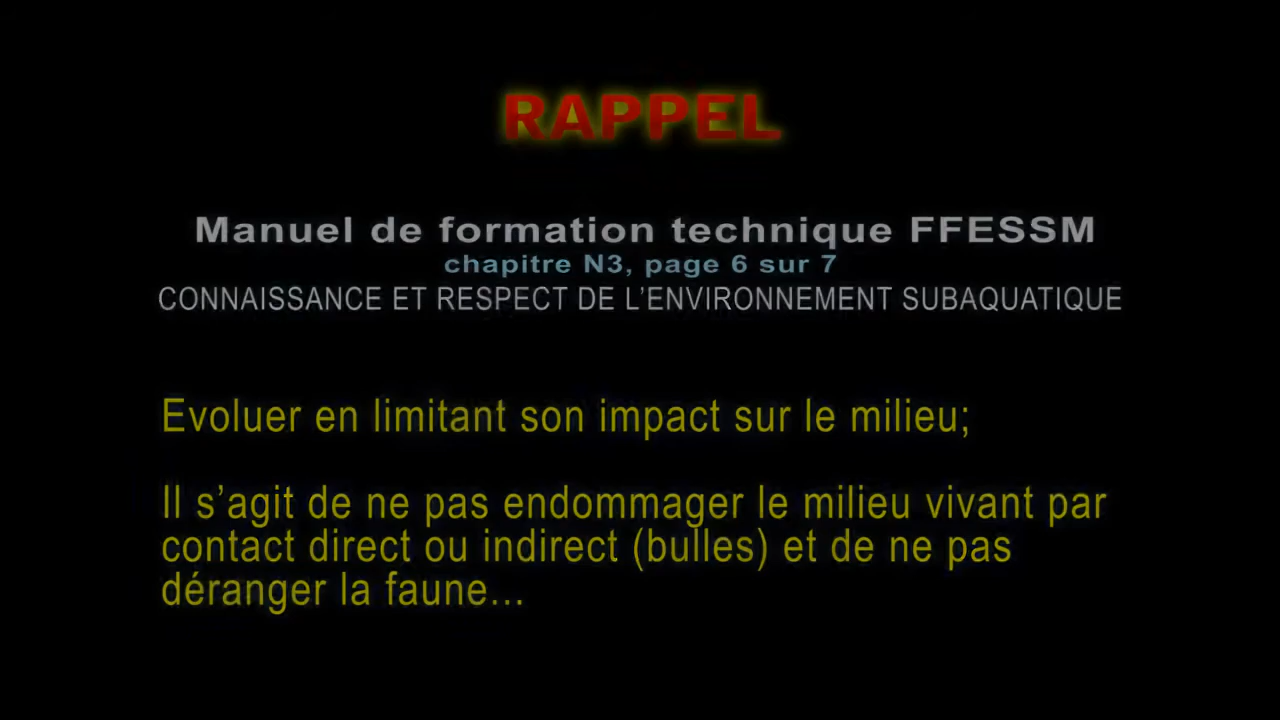 RAPPEL
Manuel de formation technique FFESSM
chapitre N3, page 6 sur 7
CONNAISSANCE ET RESPECT DE L’ENVIRONNEMENT SUBAQUATIQUE
Evoluer en limitant son impact sur le milieu;
Il s’agit de ne pas endommager le milieu vivant par
contact direct ou indirect (bulles) et de ne pas
déranger la faune...